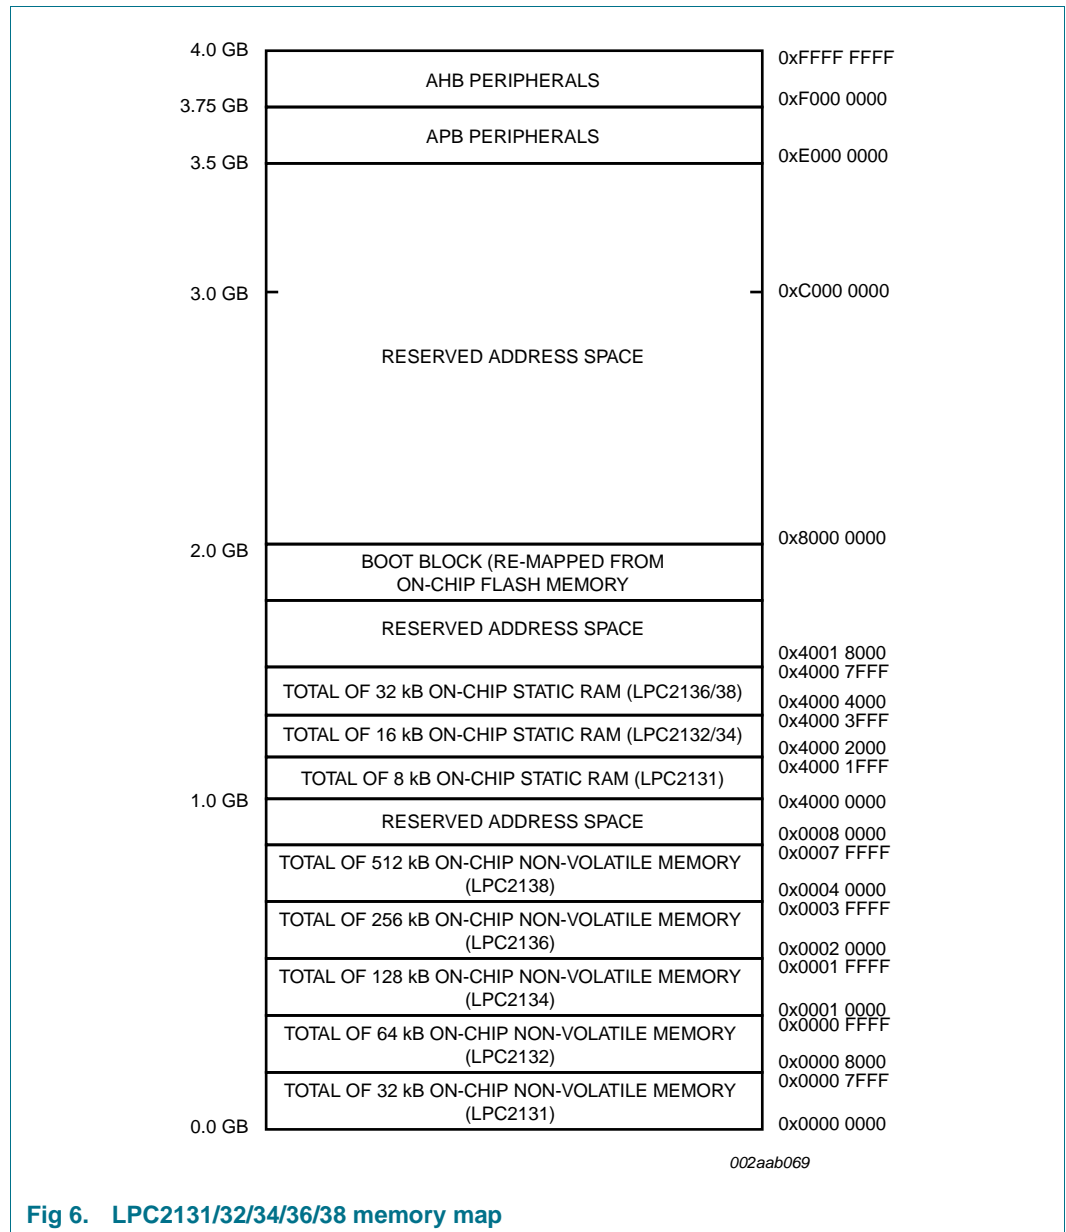 4.0 GB
0xFFFF FFFF
AHB PERIPHERALS
3.75 GB
0xF000 0000
APB PERIPHERALS
3.5 GB
0xE000 0000
3.0 GB
0xC000 0000
RESERVED ADDRESS SPACE
0x8000 0000
2.0 GB
BOOT BLOCK (RE-MAPPED FROM
ON-CHIP FLASH MEMORY
RESERVED ADDRESS SPACE
0x4001 8000
0x4000 7FFF
TOTAL OF 32 kB ON-CHIP STATIC RAM (LPC2136/38)
0x4000 4000
0x4000 3FFF
TOTAL OF 16 kB ON-CHIP STATIC RAM (LPC2132/34)
0x4000 2000
0x4000 1FFF
TOTAL OF 8 kB ON-CHIP STATIC RAM (LPC2131)
1.0 GB
0x4000 0000
RESERVED ADDRESS SPACE
0x0008 0000
0x0007 FFFF
TOTAL OF 512 kB ON-CHIP NON-VOLATILE MEMORY
(LPC2138)
0x0004 0000
0x0003 FFFF
TOTAL OF 256 kB ON-CHIP NON-VOLATILE MEMORY
(LPC2136)
0x0002 0000
0x0001 FFFF
TOTAL OF 128 kB ON-CHIP NON-VOLATILE MEMORY
(LPC2134)
0x0001 0000
0x0000 FFFF
TOTAL OF 64 kB ON-CHIP NON-VOLATILE MEMORY
(LPC2132)
0x0000 8000
0x0000 7FFF
TOTAL OF 32 kB ON-CHIP NON-VOLATILE MEMORY
(LPC2131)
0.0 GB
0x0000 0000
002aab069
Fig 6. LPC2131/32/34/36/38 memory map